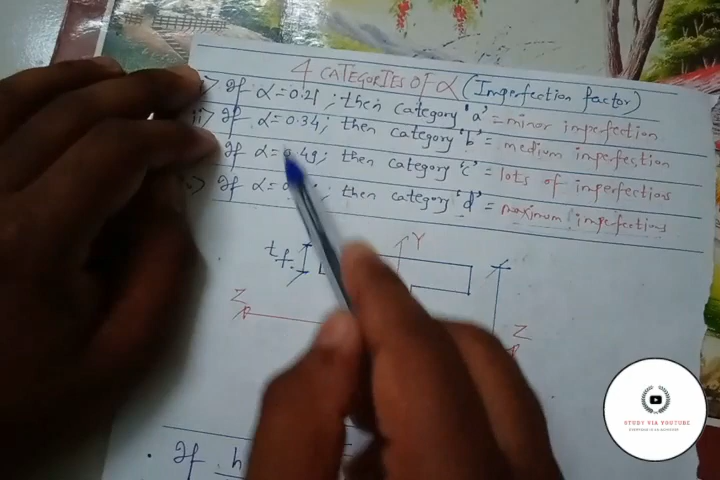 4 CATEGORIES OF α (Imperfection factor)
i> If α = 0.21; then category 'a' = minor imperfection
ii> If α = 0.34; then category 'b' = medium imperfection
If α = 0.49; then category 'c' = lots of imperfections
If α = 0. ; then category 'd' = maximum imperfections
tf.
Y
Z
Z
STUDY VIA YOUTUBE
• If h